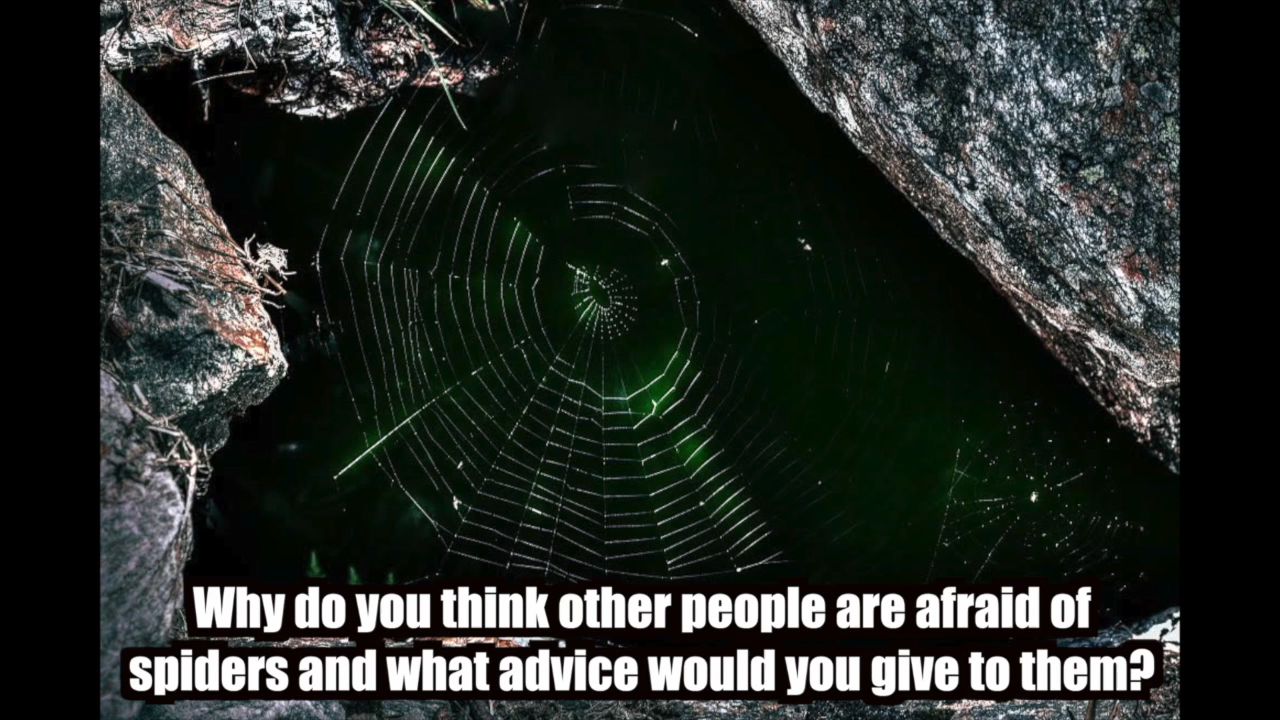 Why do you think other people are afraid of
spiders and what advice would you give to them?